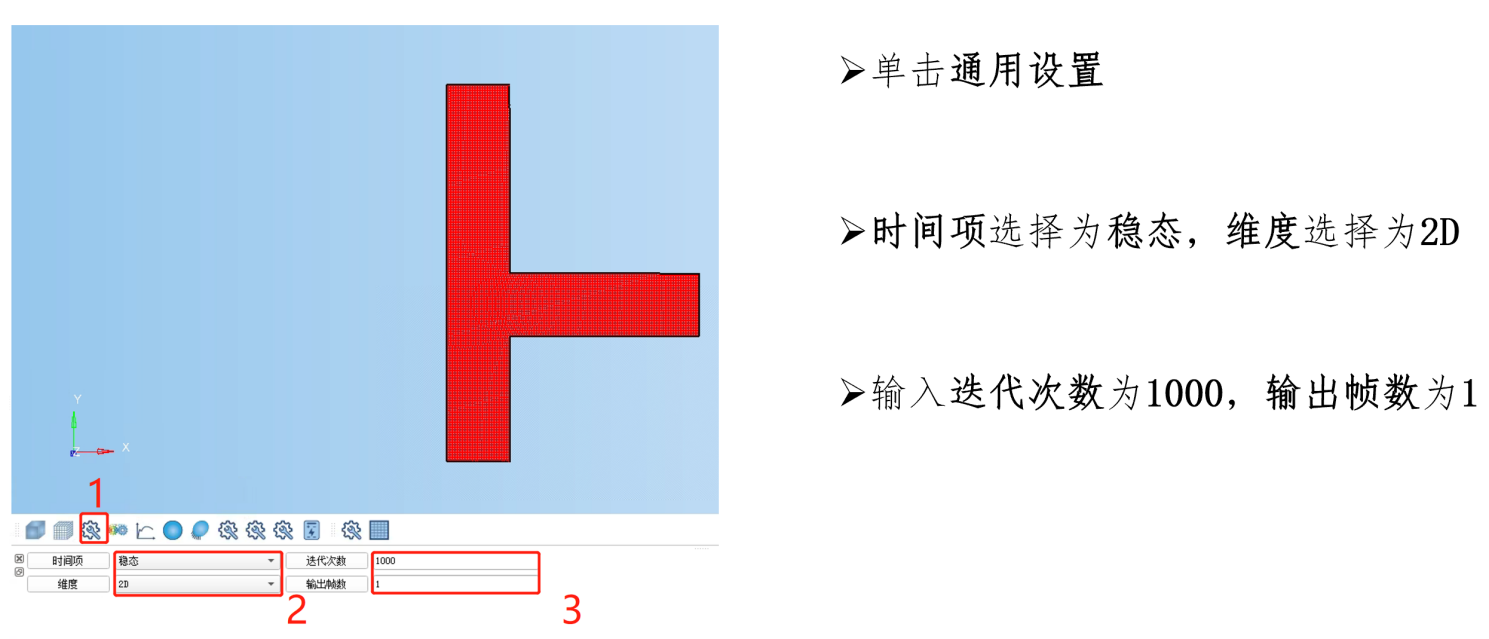 ➢单击通用设置
➢时间项选择为稳态，维度选择为2D
➢输入迭代次数为1000，输出帧数为1
Y
Z
X
1
时间项 稳态 迭代次数 1000
维度 2D 输出帧数 1
2 3